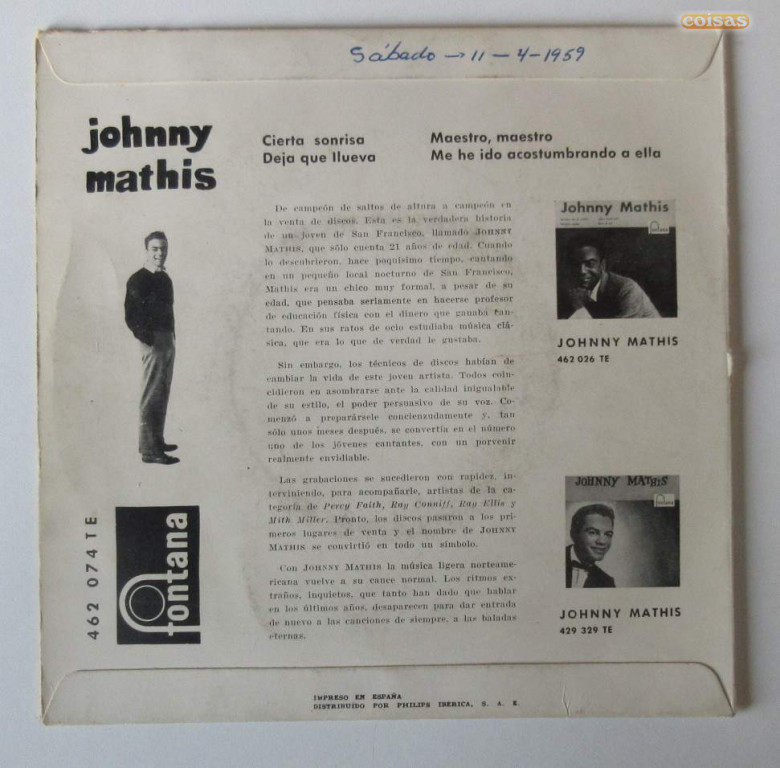 coisas
Sábado → 11 - 4 - 1959
johnny
mathis
Cierta sonrisa
Deja que llueva
Maestro, maestro
Me he ido acostumbrando a ella
De campeón de saltos de altura a campeón en
la venta de discos. Esta es la verdadera historia
de un joven de San Francisco, llamado JOHNNY
MATHIS, que sólo cuenta 21 años de edad. Cuando
lo descubrieron, hace poquísimo tiempo, cantando
en un pequeño local nocturno de San Francisco,
Mathis era un chico muy formal, a pesar de su
edad, que pensaba seriamente en hacerse profesor
de educación física con el dinero que ganaba can-
tando. En sus ratos de ocio estudiaba música clá-
sica, que era lo que de verdad le gustaba.
Sin embargo, los técnicos de discos habían de
cambiar la vida de este joven artista. Todos coin-
cidieron en asombrarse ante la calidad inigualable
de su estilo, el poder persuasivo de su voz. Co-
menzó a preparársele concienzudamente y, tan
sólo unos meses después, se convertía en el número
uno de los jóvenes cantantes, con un porvenir
realmente envidiable.
Las grabaciones se sucedieron con rapidez, in-
terviniendo, para acompañarle, artistas de la ca-
tegoría de Percy Faith, Ray Conniff, Ray Ellis y
Mith Miller. Pronto, los discos pasaron a los pri-
meros lugares de venta y el nombre de JOHNNY
MATHIS se convirtió en todo un símbolo.
Con JOHNNY MATHIS la música ligera norteame-
ricana vuelve a su cauce normal. Los ritmos ex-
traños, inquietos, que tanto han dado que hablar
en los últimos años, desaparecen para dar entrada
de nuevo a las canciones de siempre, a las baladas
eternas.
Johnny Mathis
fontana
JOHNNY MATHIS
462 026 TE
JOHNNY MATHIS
fontana
JOHNNY MATHIS
429 329 TE
462 074 TE
fontana
IMPRESO EN ESPAÑA
DISTRIBUIDO POR PHILIPS IBERICA, S. A. E.